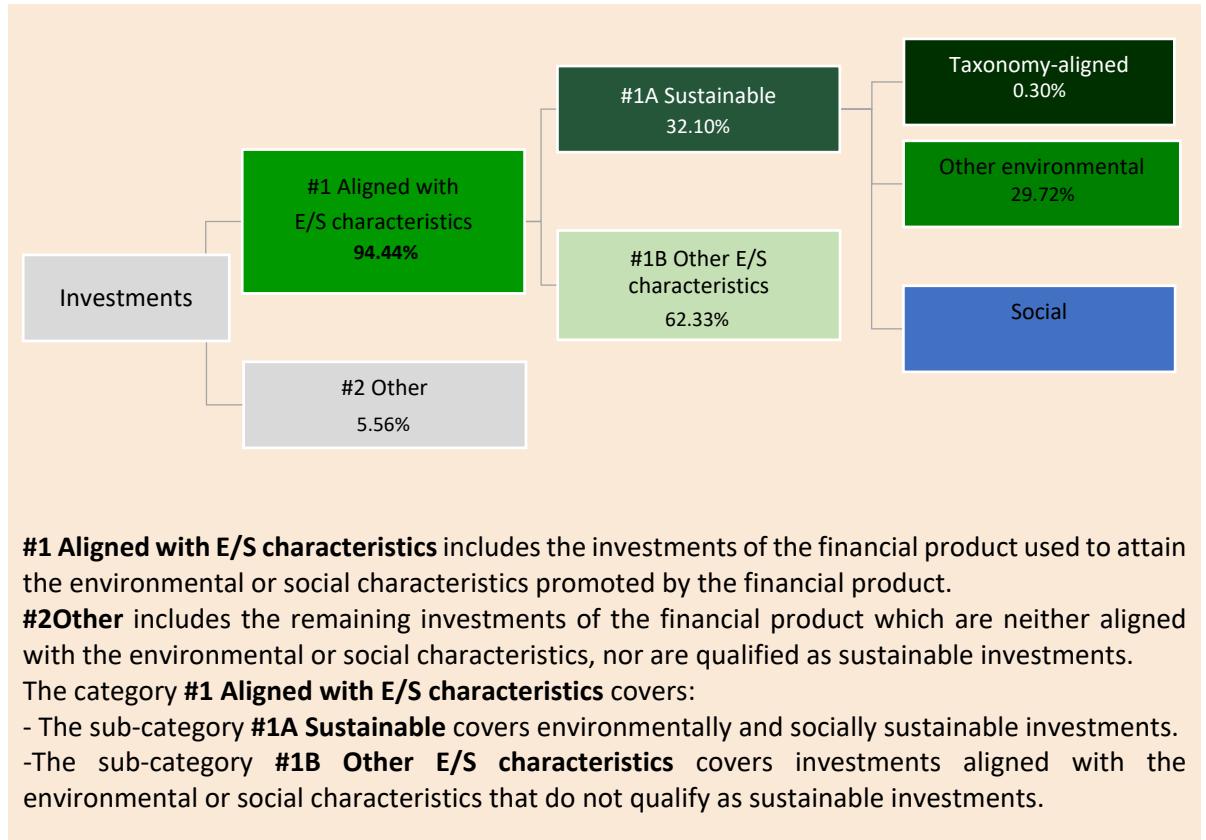 Investments
#1 Aligned with
E/S characteristics
94.44%
#2 Other
5.56%
#1A Sustainable
32.10%
#1B Other E/S
characteristics
62.33%
Taxonomy-aligned
0.30%
Other environmental
29.72%
Social
#1 Aligned with E/S characteristics includes the investments of the financial product used to attain
the environmental or social characteristics promoted by the financial product.
#2Other includes the remaining investments of the financial product which are neither aligned
with the environmental or social characteristics, nor are qualified as sustainable investments.
The category #1 Aligned with E/S characteristics covers:
- The sub-category #1A Sustainable covers environmentally and socially sustainable investments.
-The sub-category #1B Other E/S characteristics covers investments aligned with the
environmental or social characteristics that do not qualify as sustainable investments.